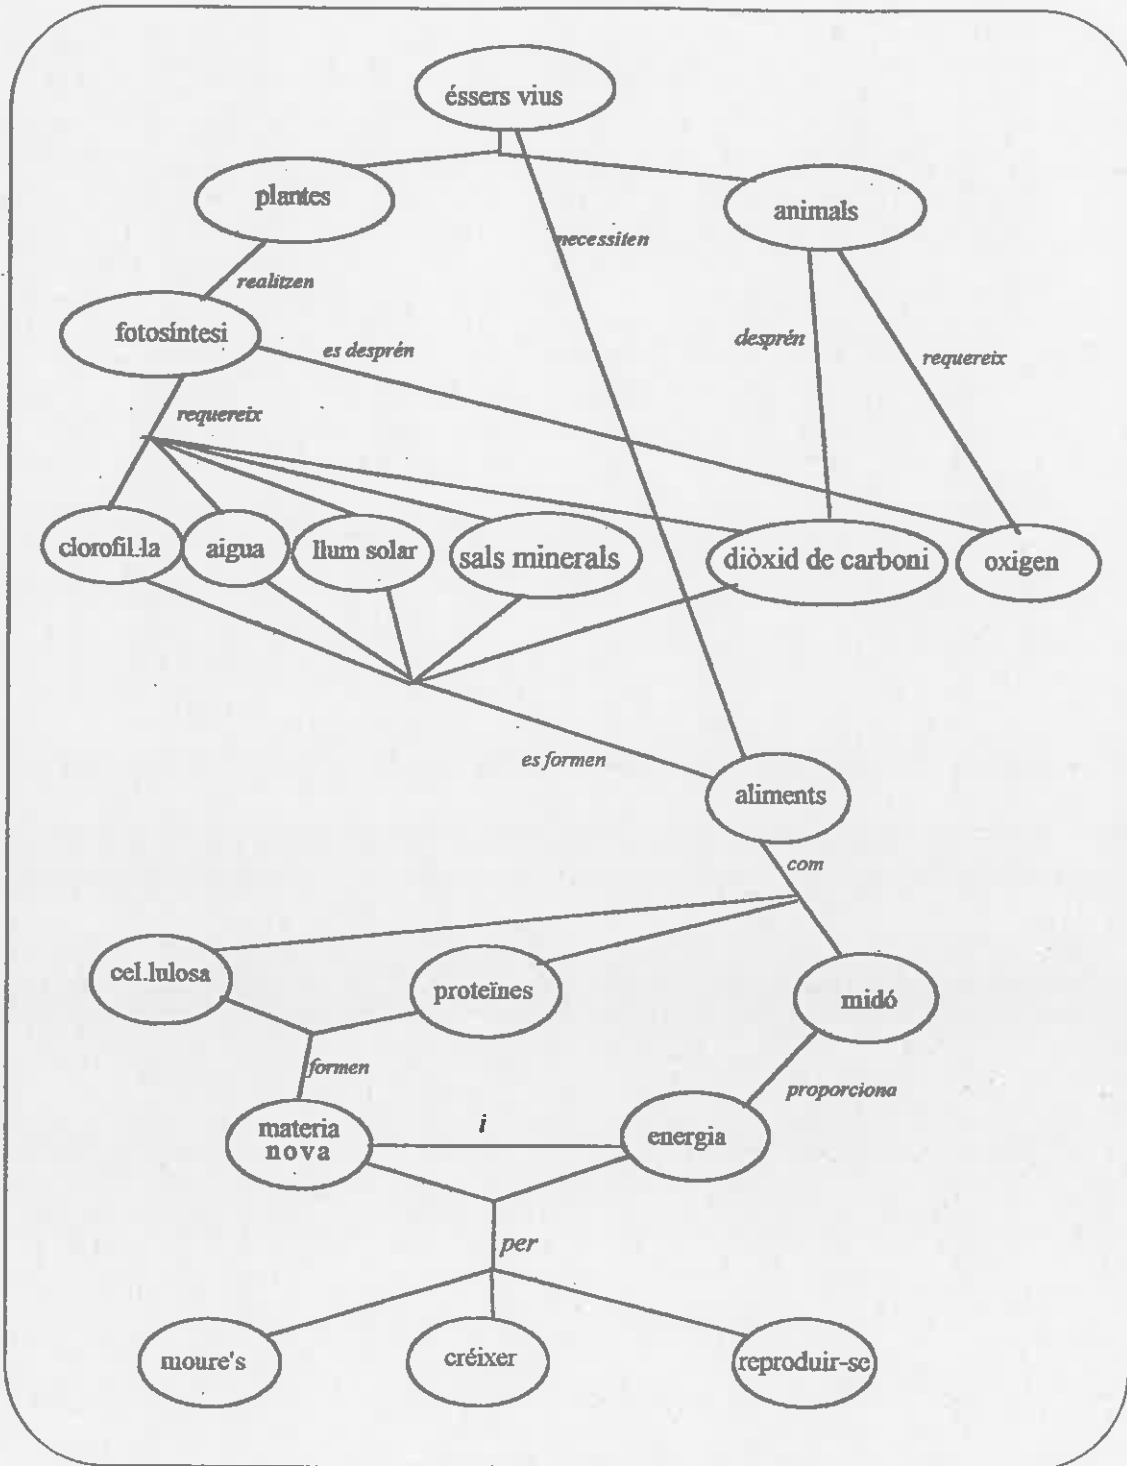 éssers vius
plantes
animals
necessiten
realitzen
fotosíntesi
es desprén
desprén
requereix
requereix
clorofil.la
aigua
llum solar
sals minerals
diòxid de carboni
oxigen
es formen
aliments
com
cel.lulosa
proteïnes
midó
formen
proporciona
materia
nova
i
energia
per
moure's
créixer
reproduir-se